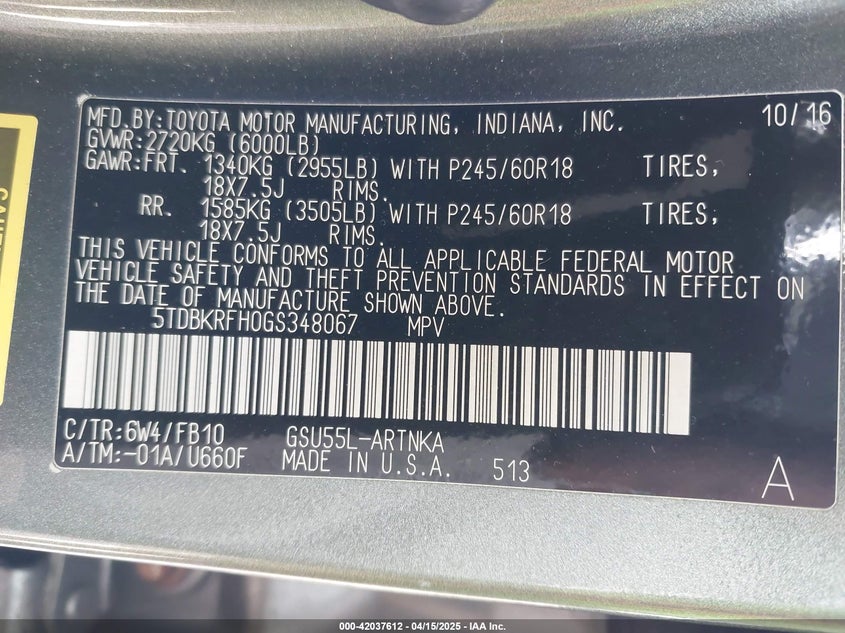 MFD.BY:TOYOTA MOTOR MANUFACTURING, INDIANA, INC. 10/16
GVWR:2720KG (6000LB)
GAWR:FRT. 1340KG (2955LB) WITH P245/60R18 TIRES,
18X7.5J RIMS.
RR. 1585KG (3505LB) WITH P245/60R18 TIRES;
18X7.5J RIMS.
THIS VEHICLE CONFORMS TO ALL APPLICABLE FEDERAL MOTOR
VEHICLE SAFETY AND THEFT PREVENTION STANDARDS IN EFFECT ON
THE DATE OF MANUFACTURE SHOWN ABOVE.
5TDBKRFH0GS348067 MPV
C/TR:6W4/FB10 GSU55L-ARTNKA
A/TM:-01A/U660F MADE IN U.S.A. 513
A
000-42037612 - 04/15/2025 - IAA Inc.